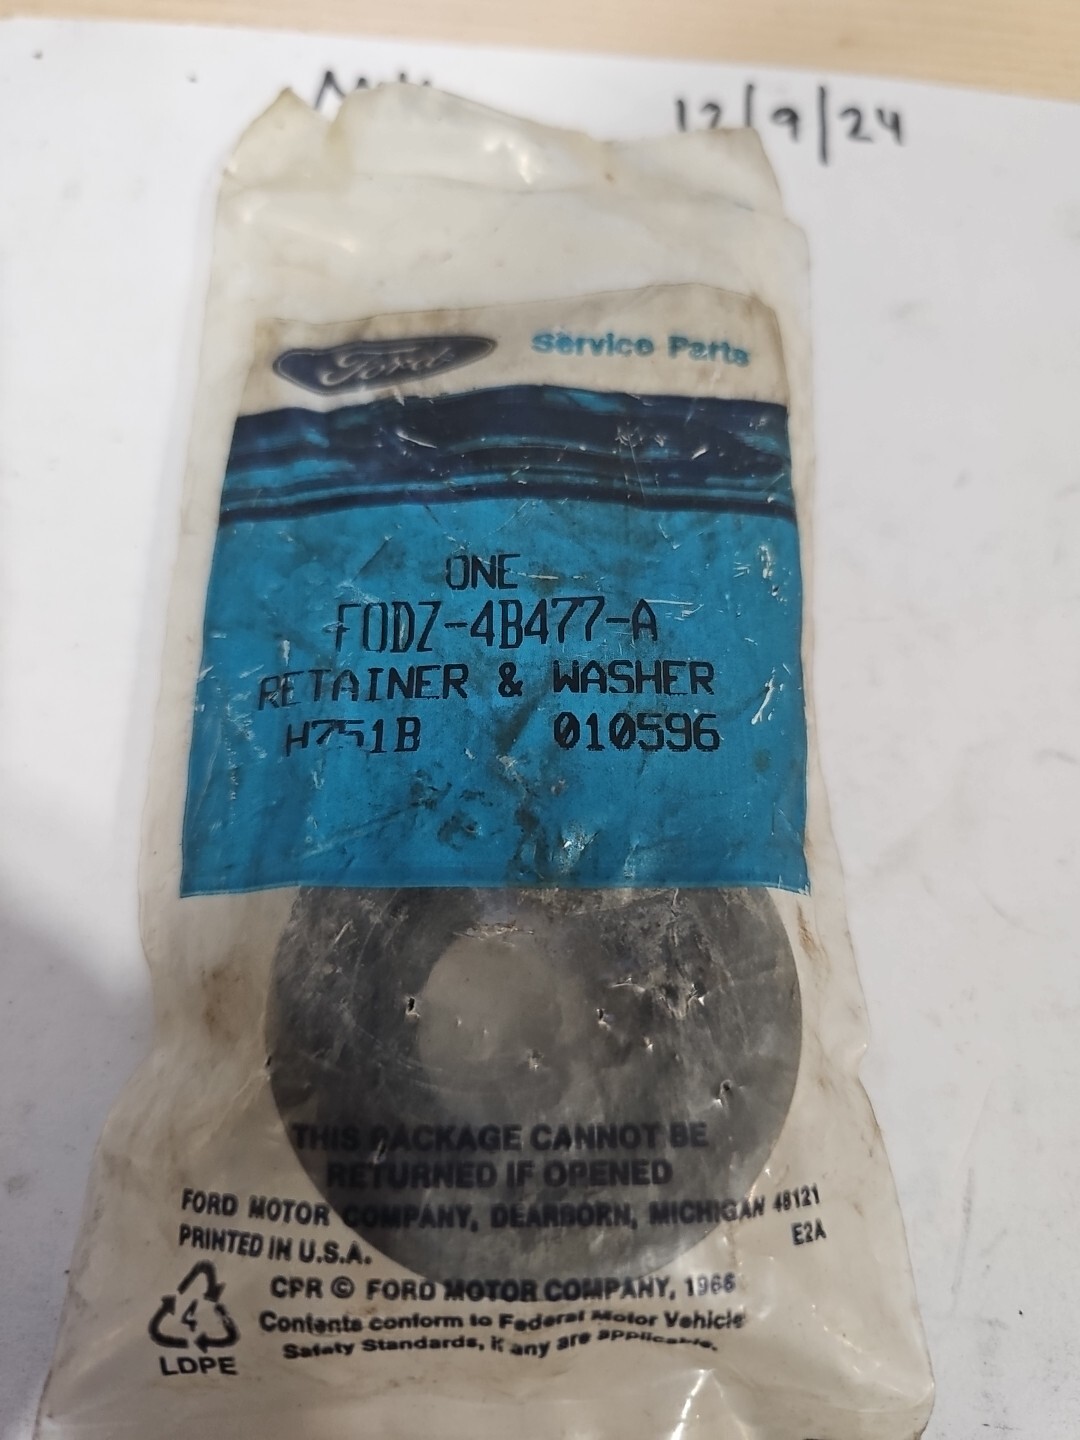 12/9/24
Ford Service Parts
ONE
F0DZ-4B477-A
RETAINER & WASHER
H751B 010596
THIS PACKAGE CANNOT BE
RETURNED IF OPENED
FORD MOTOR COMPANY, DEARBORN, MICHIGAN 48121
PRINTED IN U.S.A. E2A
CPR © FORD MOTOR COMPANY, 1966
Contents conform to Federal Motor Vehicle
Safety Standards, if any are applicable.
4
LDPE